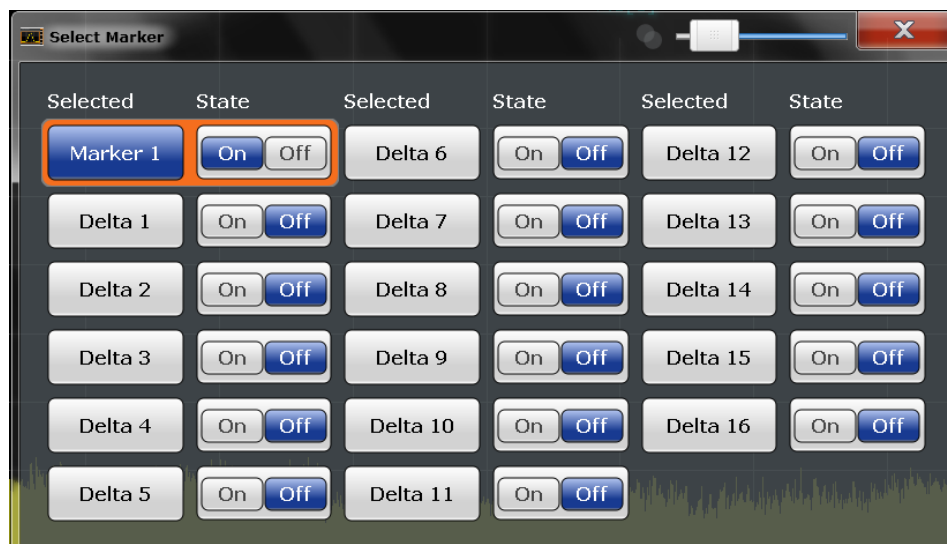 Select Marker
X
Selected State Selected State Selected State
Marker 1 On Off Delta 6 On Off Delta 12 On Off
Delta 1 On Off Delta 7 On Off Delta 13 On Off
Delta 2 On Off Delta 8 On Off Delta 14 On Off
Delta 3 On Off Delta 9 On Off Delta 15 On Off
Delta 4 On Off Delta 10 On Off Delta 16 On Off
Delta 5 On Off Delta 11 On Off